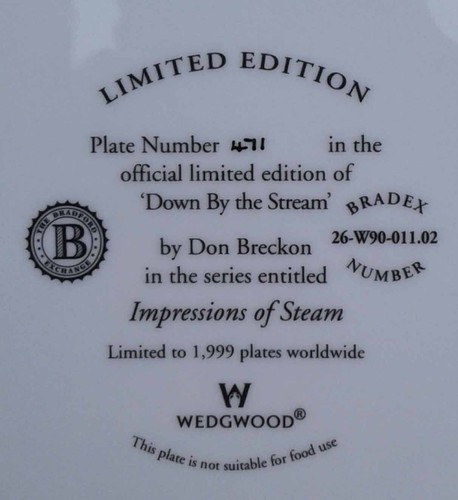 LIMITED EDITION
Plate Number 471 in the
official limited edition of
'Down By the Stream'
by Don Breckon
in the series entitled
Impressions of Steam
Limited to 1,999 plates worldwide
THE BRADFORD
B
EXCHANGE
BRADEX
26-W90-011.02
NUMBER
W
WEDGWOOD®
This plate is not suitable for food use